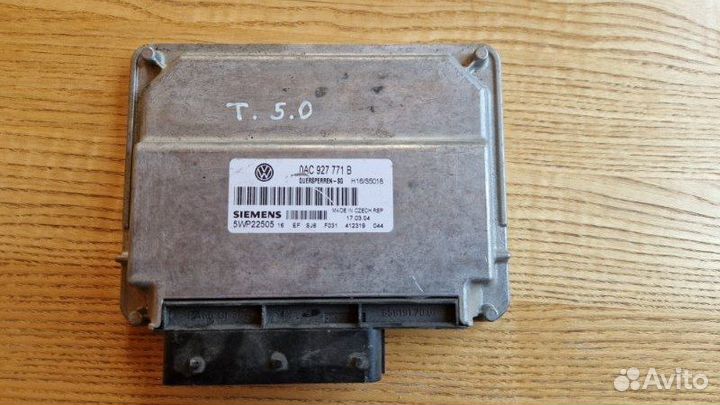 T. 5.0
0AC 927 771 B
QUERSPERREN-SG H16/S5016
SIEMENS MADE IN CZECH REP
17.03.04
5WP22505 16 EF SJ6 F031 412319 044
Avito